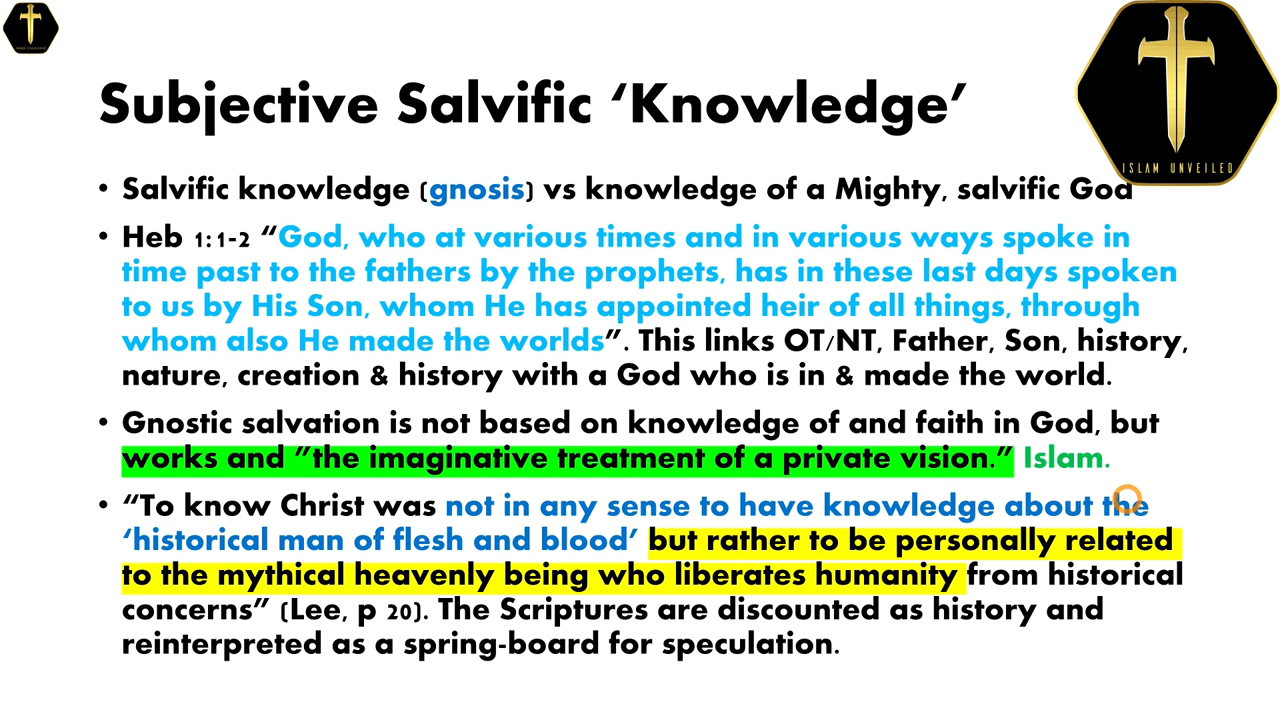 Subjective Salvific ‘Knowledge’
ISLAM UNVEILED
• Salvific knowledge (gnosis) vs knowledge of a Mighty, salvific God
• Heb 1:1-2 “God, who at various times and in various ways spoke in
time past to the fathers by the prophets, has in these last days spoken
to us by His Son, whom He has appointed heir of all things, through
whom also He made the worlds”. This links OT/NT, Father, Son, history,
nature, creation & history with a God who is in & made the world.
• Gnostic salvation is not based on knowledge of and faith in God, but
works and ”the imaginative treatment of a private vision.” Islam.
• “To know Christ was not in any sense to have knowledge about the
‘historical man of flesh and blood’ but rather to be personally related
to the mythical heavenly being who liberates humanity from historical
concerns” (Lee, p 20). The Scriptures are discounted as history and
reinterpreted as a spring-board for speculation.